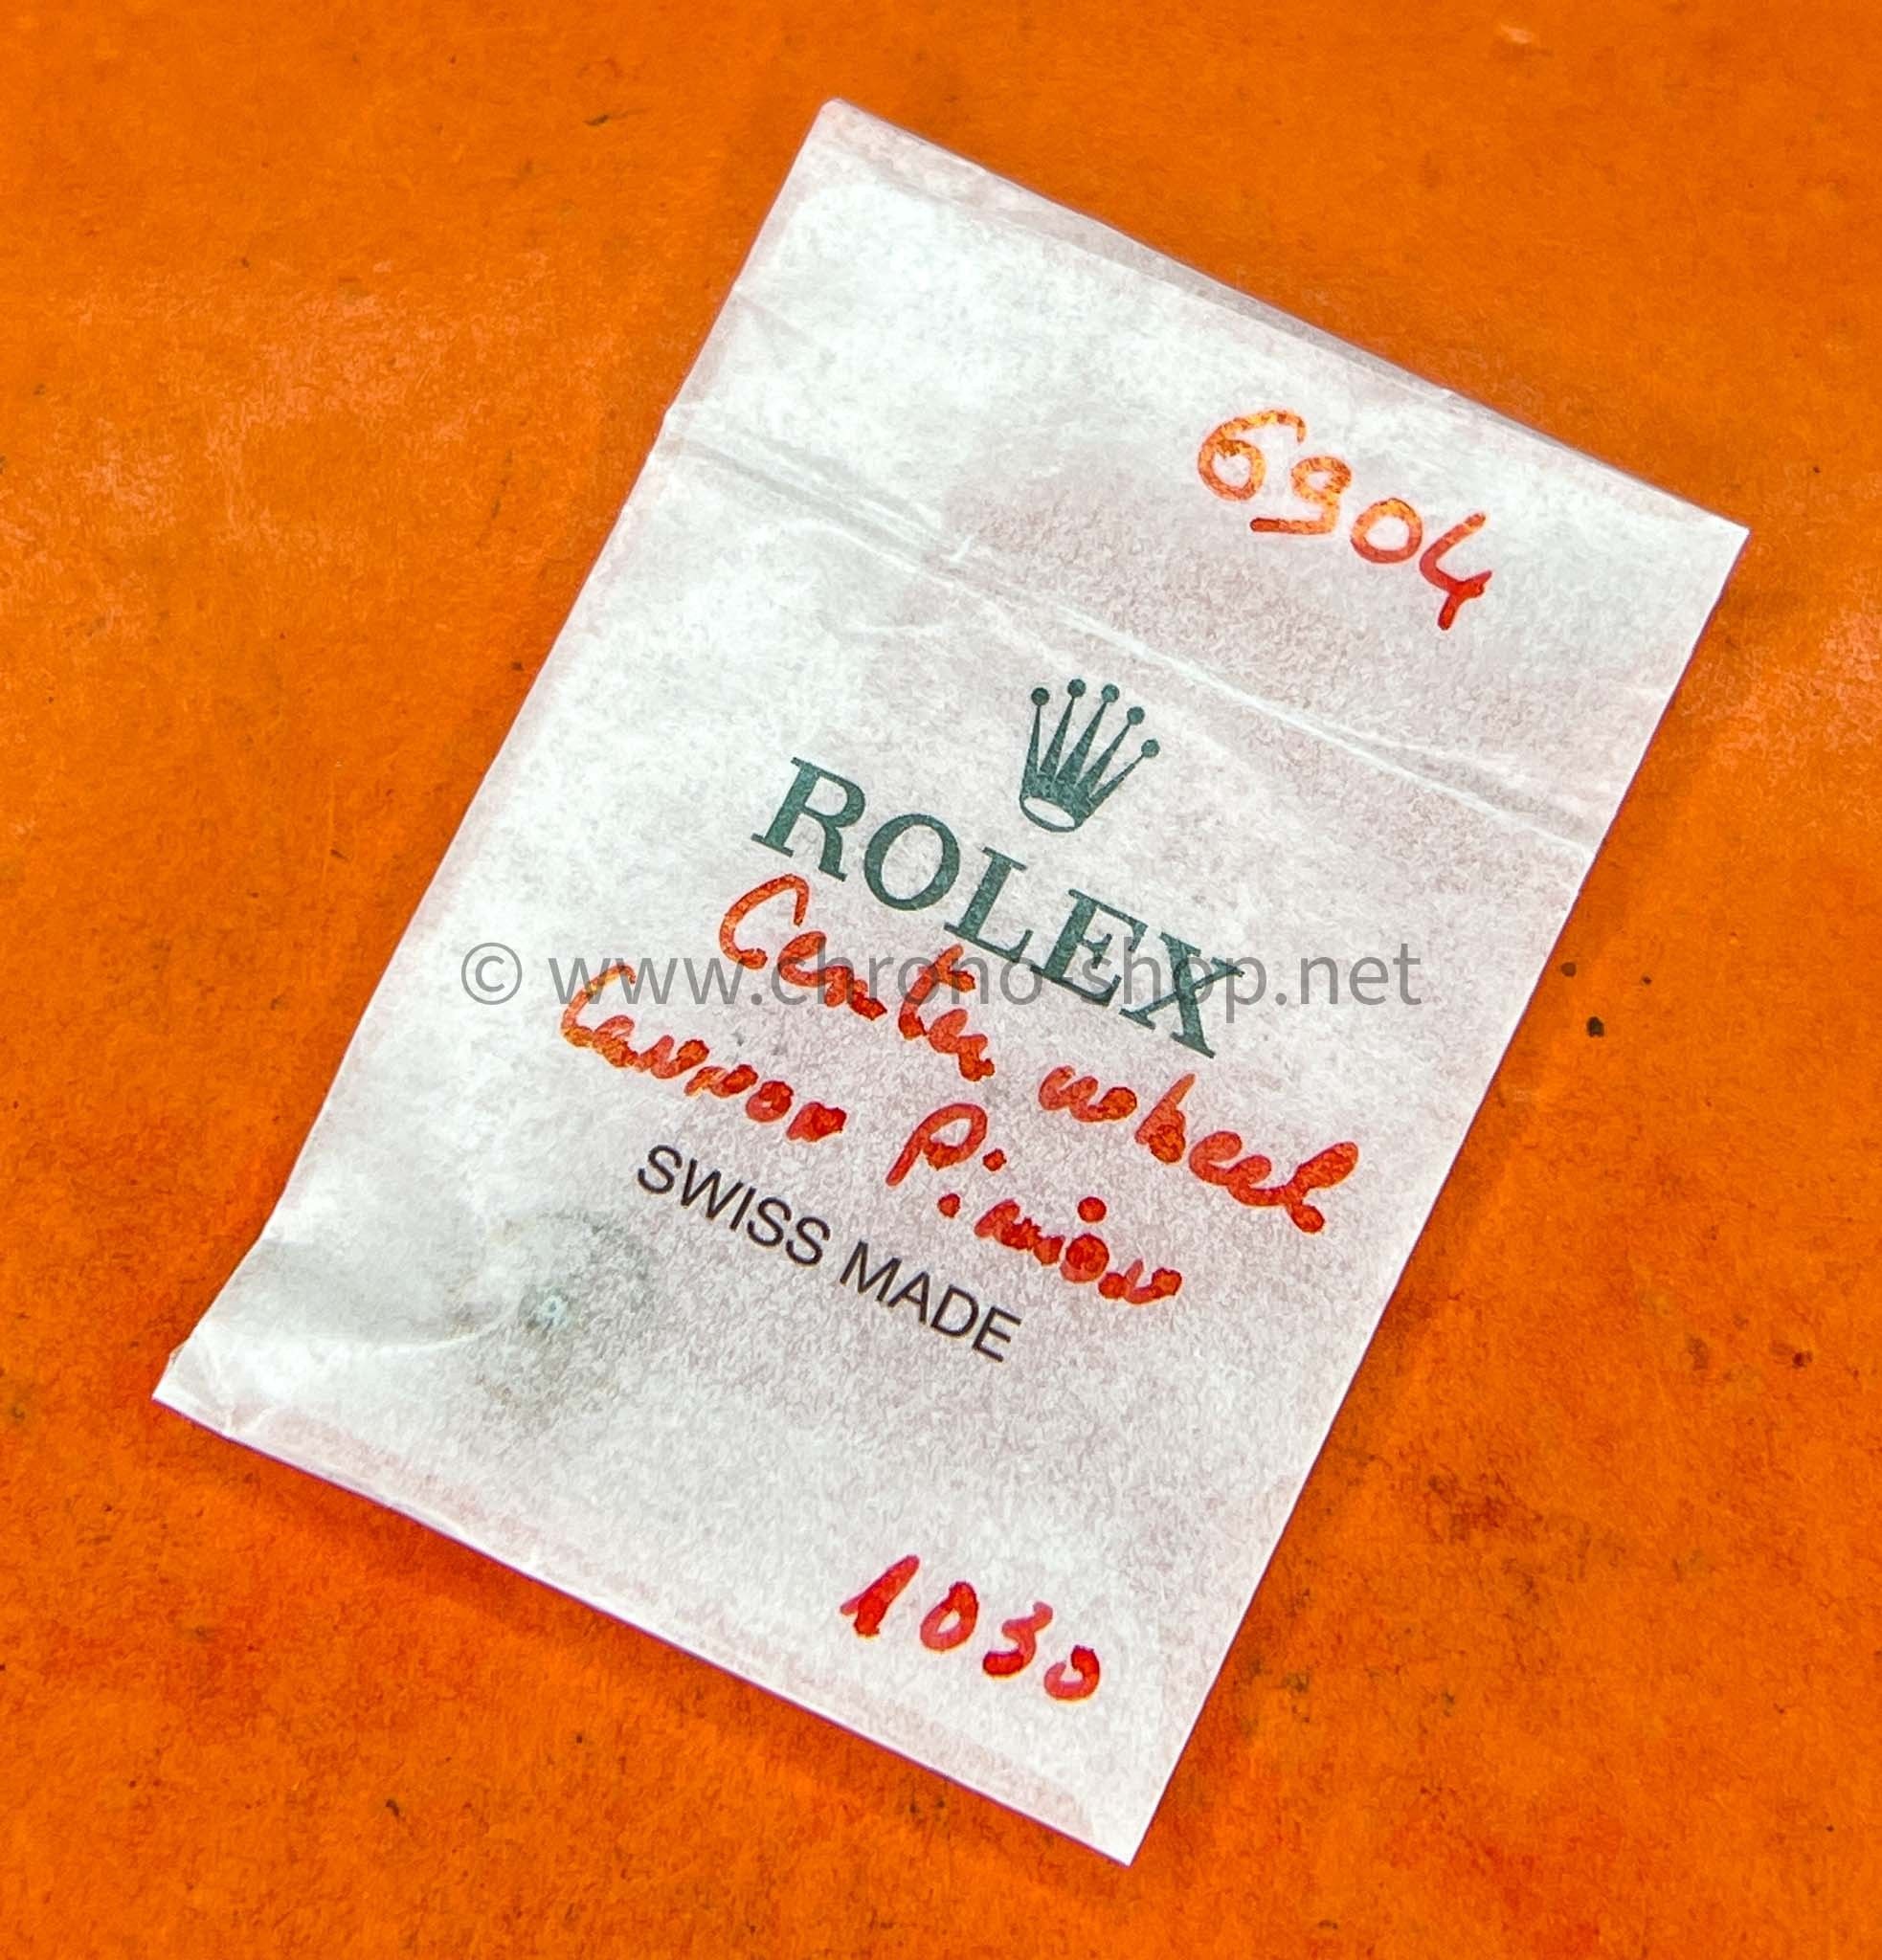 6904
ROLEX
© www.chrono-shop.net
Center wheel
Cannon Pinion
SWISS MADE
1030